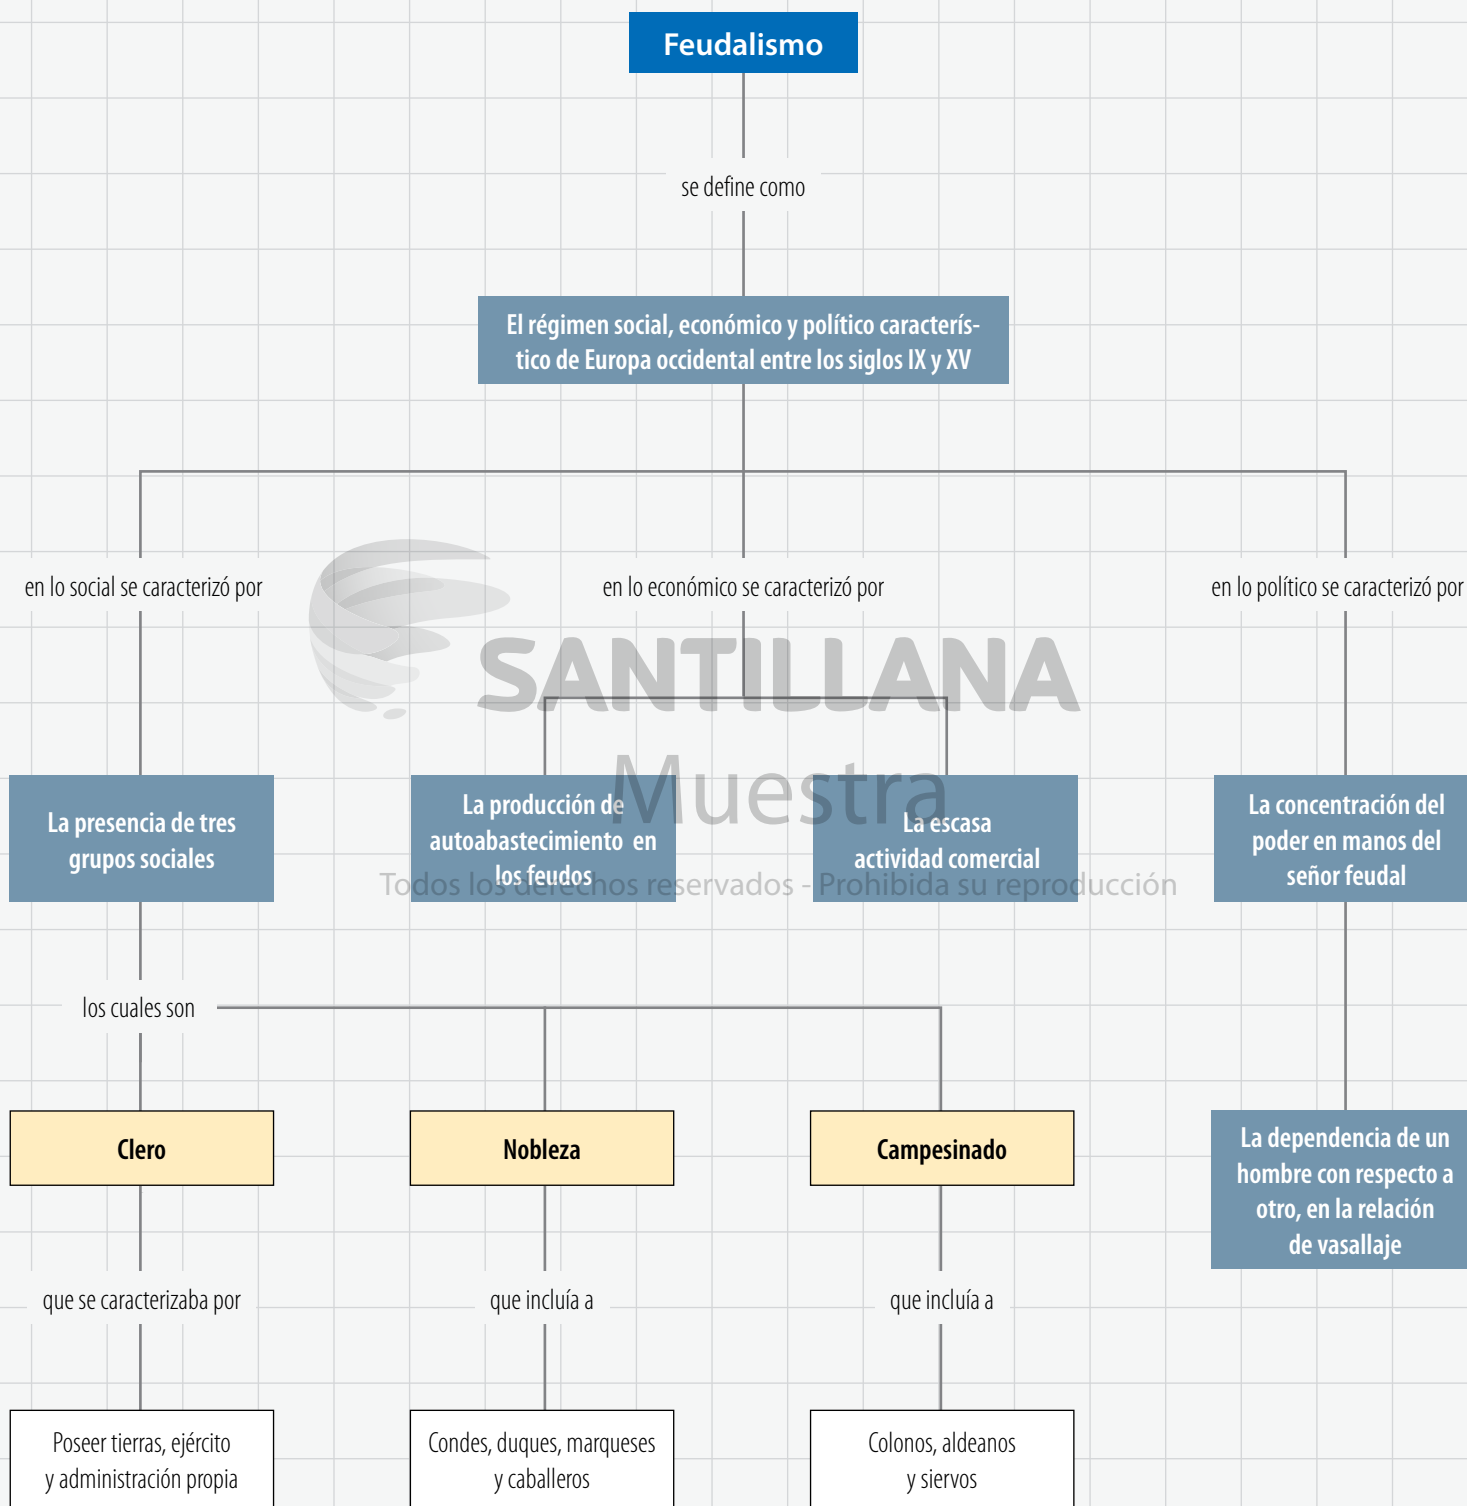 Feudalismo
se define como
El régimen social, económico y político caracterís-
tico de Europa occidental entre los siglos IX y XV
en lo social se caracterizó por
en lo económico se caracterizó por
en lo político se caracterizó por
SANTILLANA
Muestra
La presencia de tres
grupos sociales
La producción de
autoabastecimiento en
los feudos
La escasa
actividad comercial
La concentración del
poder en manos del
señor feudal
Todos los derechos reservados - Prohibida su reproducción
los cuales son
Clero
Nobleza
Campesinado
La dependencia de un
hombre con respecto a
otro, en la relación
de vasallaje
que se caracterizaba por
que incluía a
que incluía a
Poseer tierras, ejército
y administración propia
Condes, duques, marqueses
y caballeros
Colonos, aldeanos
y siervos